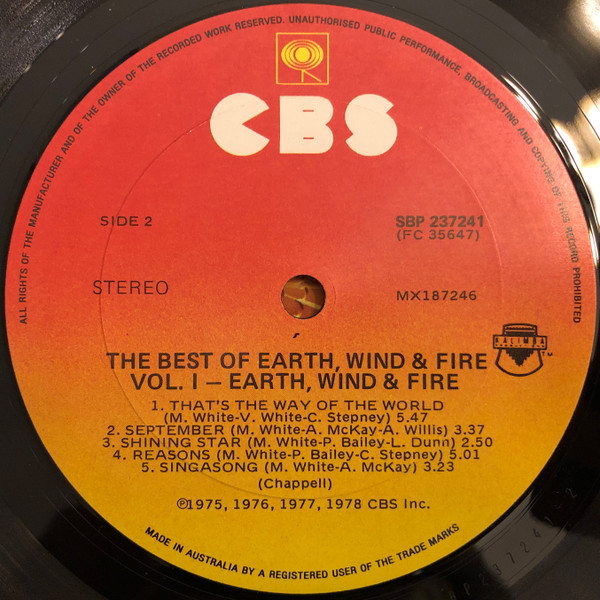 ALL RIGHTS OF THE MANUFACTURER AND OF THE OWNER OF THE RECORDED WORK RESERVED. UNAUTHORISED PUBLIC PERFORMANCE, BROADCASTING AND COPYING OF THIS RECORD PROHIBITED
CBS
SIDE 2
SBP 237241
(FC 35647)
STEREO
MX187246
KALIMBA
THE BEST OF EARTH, WIND & FIRE
VOL. I – EARTH, WIND & FIRE
1. THAT'S THE WAY OF THE WORLD
(M. White-V. White-C. Stepney) 5.47
2. SEPTEMBER (M. White-A. McKay-A. Willis) 3.37
3. SHINING STAR (M. White-P. Bailey-L. Dunn) 2.50
4. REASONS (M. White-P. Bailey-C. Stepney) 5.01
5. SINGASONG (M. White-A. McKay) 3.23
(Chappell)
℗1975, 1976, 1977, 1978 CBS Inc.
MADE IN AUSTRALIA BY A REGISTERED USER OF THE TRADE MARKS